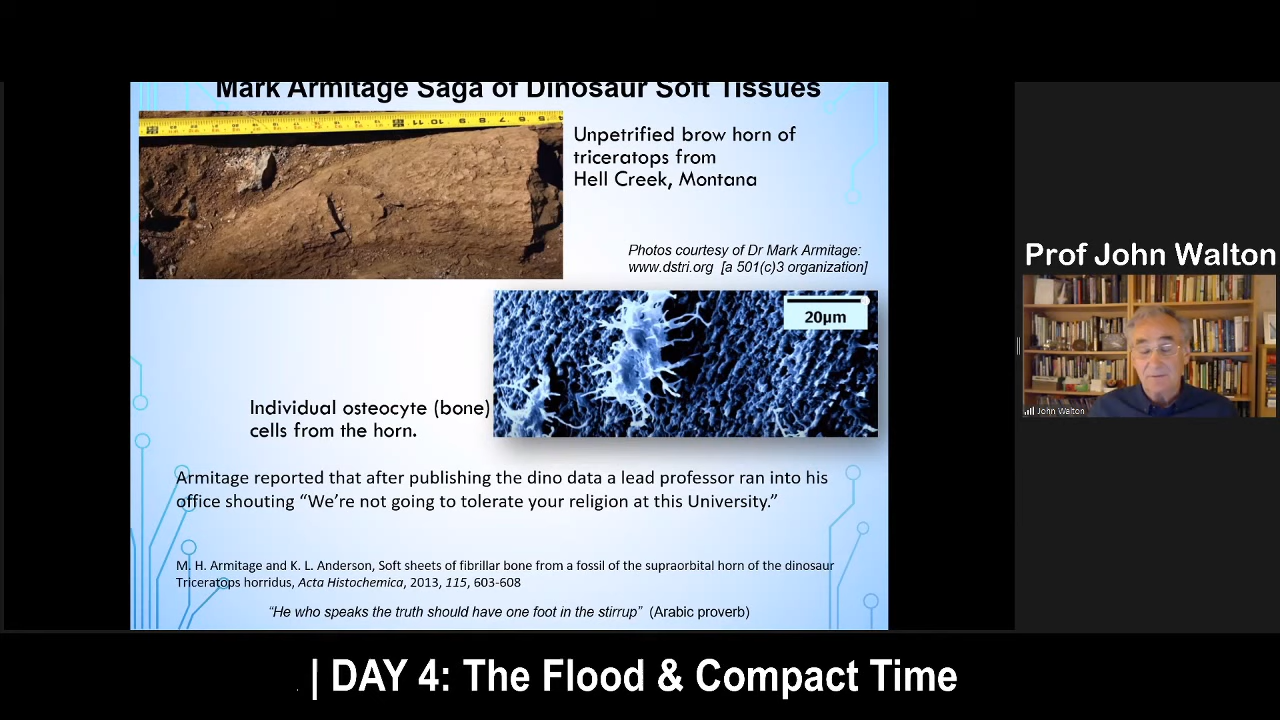 Mark Armitage Saga of Dinosaur Soft Tissues
Unpetrified brow horn of
triceratops from
Hell Creek, Montana
Photos courtesy of Dr Mark Armitage:
www.dstri.org [a 501(c)3 organization]
Prof John Walton
20µm
John Walton
Individual osteocyte (bone)
cells from the horn.
Armitage reported that after publishing the dino data a lead professor ran into his
office shouting “We’re not going to tolerate your religion at this University.”
M. H. Armitage and K. L. Anderson, Soft sheets of fibrillar bone from a fossil of the supraorbital horn of the dinosaur
Triceratops horridus, Acta Histochemica, 2013, 115, 603-608
“He who speaks the truth should have one foot in the stirrup” (Arabic proverb)
| DAY 4: The Flood & Compact Time